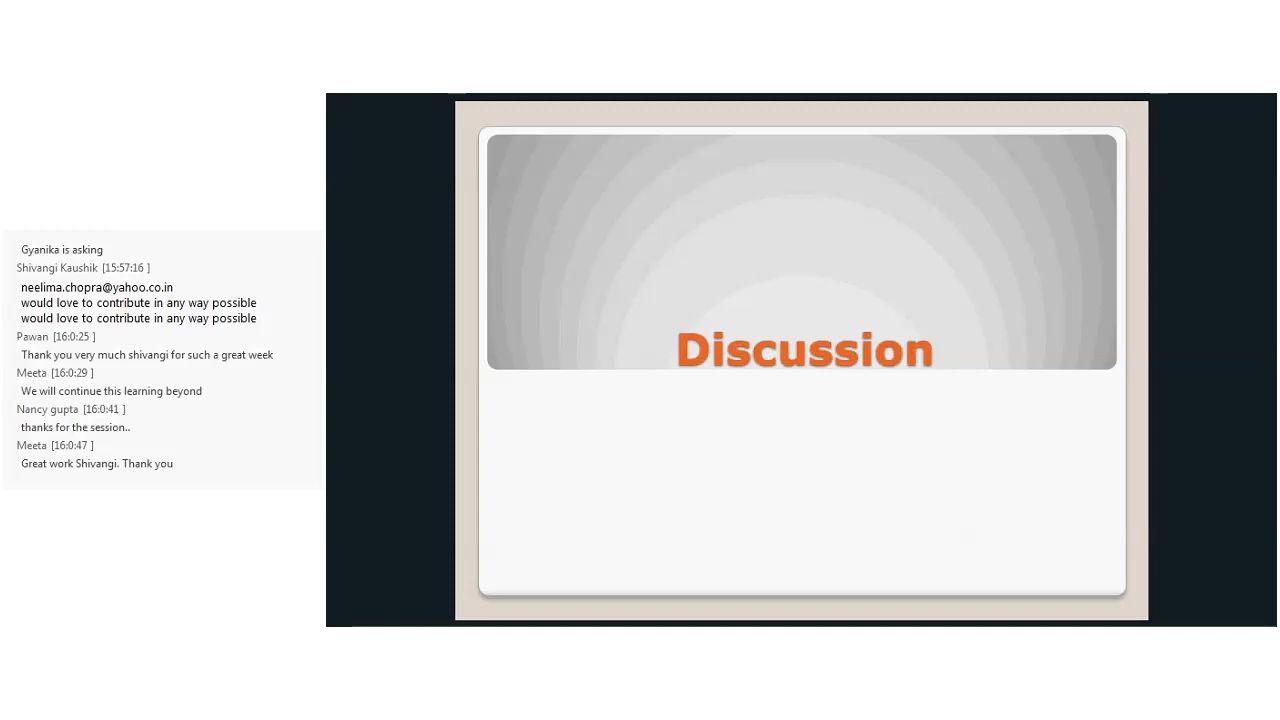 Gyanika is asking
Shivangi Kaushik [15:57:16 ]
neelima.chopra@yahoo.co.in
would love to contribute in any way possible
would love to contribute in any way possible
Pawan [16:0:25 ]
Thank you very much shivangi for such a great week
Meeta [16:0:29 ]
We will continue this learning beyond
Nancy gupta [16:0:41 ]
thanks for the session..
Meeta [16:0:47 ]
Great work Shivangi. Thank you
Discussion